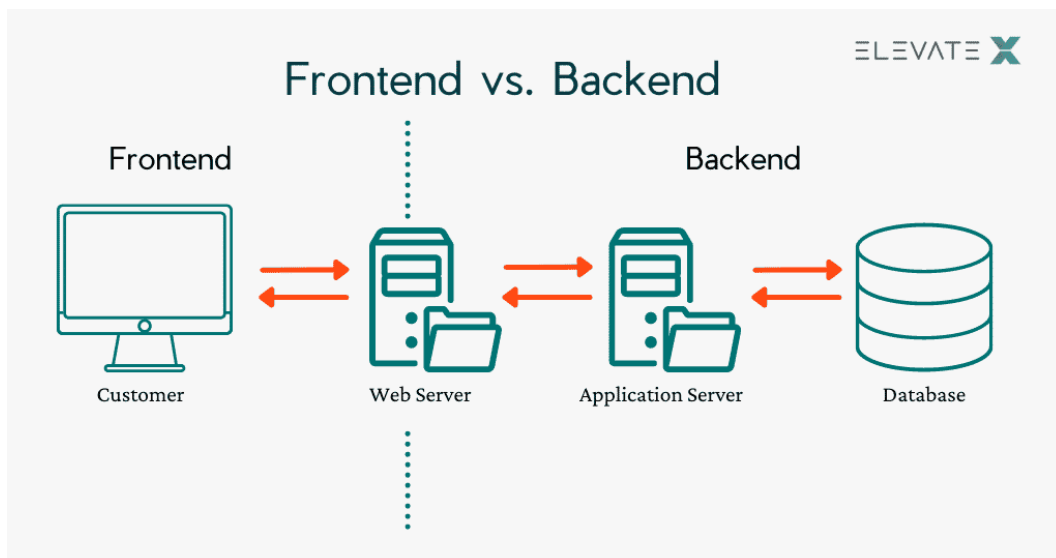 ELEVATE X
Frontend vs. Backend
Frontend
Backend
Customer
Web Server
Application Server
Database